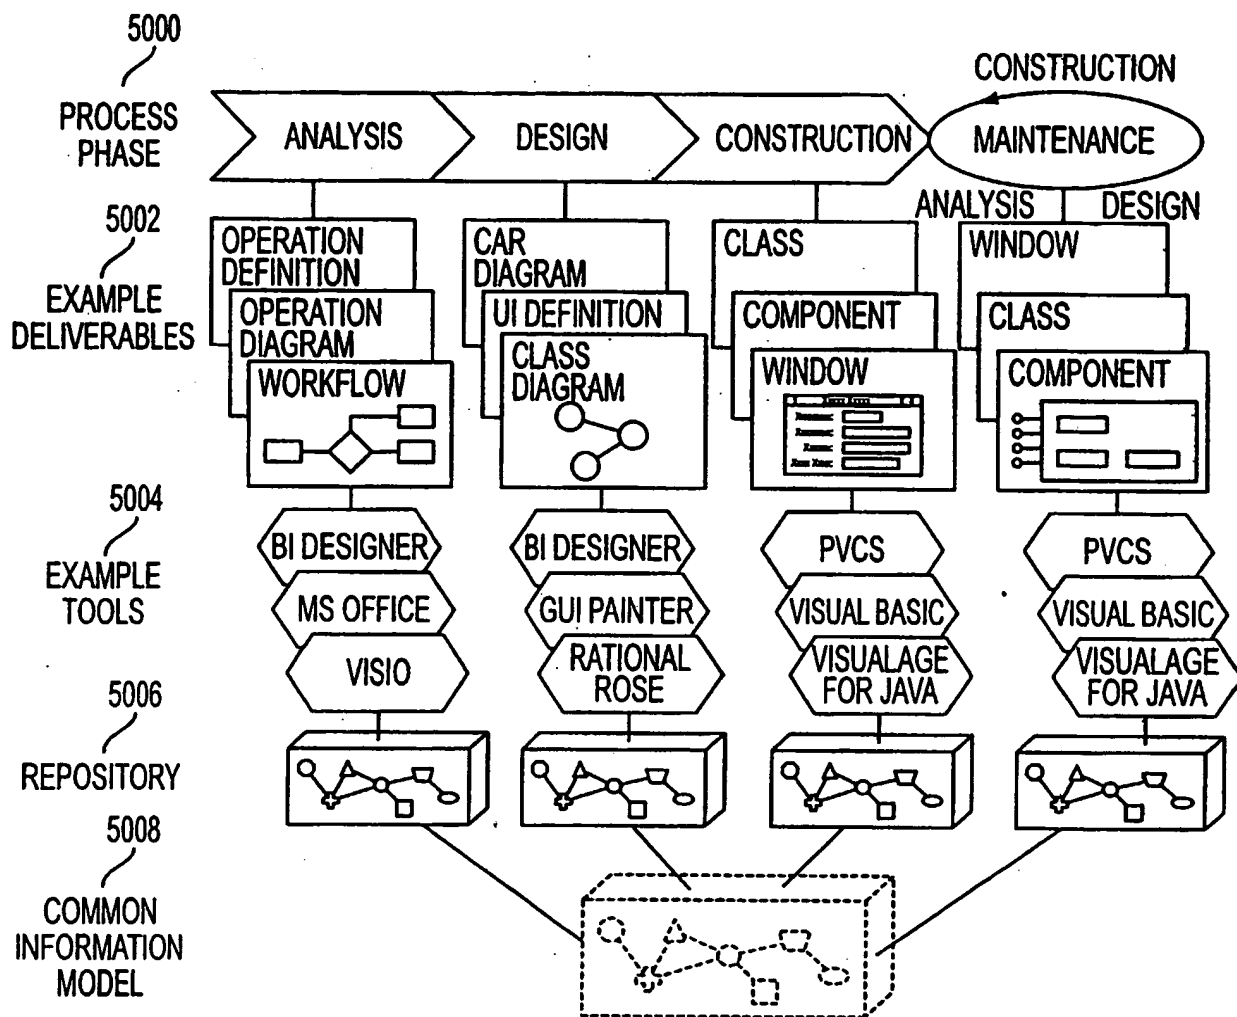 5000
PROCESS
PHASE
ANALYSIS
DESIGN
CONSTRUCTION
CONSTRUCTION
MAINTENANCE
ANALYSIS
DESIGN
5002
EXAMPLE
DELIVERABLES
OPERATION
DEFINITION
OPERATION
DIAGRAM
WORKFLOW
CAR
DIAGRAM
UI DEFINITION
CLASS
DIAGRAM
CLASS
COMPONENT
WINDOW
WINDOW
CLASS
COMPONENT
5004
EXAMPLE
TOOLS
BI DESIGNER
MS OFFICE
VISIO
BI DESIGNER
GUI PAINTER
RATIONAL
ROSE
PVCS
VISUAL BASIC
VISUALAGE
FOR JAVA
PVCS
VISUAL BASIC
VISUALAGE
FOR JAVA
5006
REPOSITORY
5008
COMMON
INFORMATION
MODEL